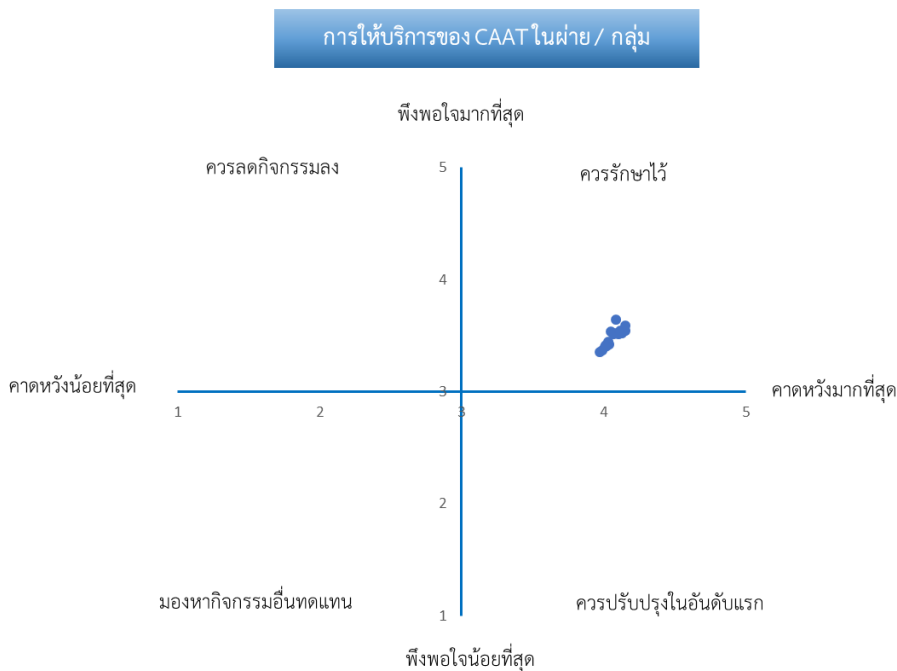 การให้บริการของ CAAT ในฝ่าย / กลุ่ม
พึงพอใจมากที่สุด
ควรลดกิจกรรมลง
5
ควรรักษาไว้
4
คาดหวังน้อยที่สุด
3
คาดหวังมากที่สุด
1
2
3
4
5
2
มองหากิจกรรมอื่นทดแทน
1
ควรปรับปรุงในอันดับแรก
พึงพอใจน้อยที่สุด